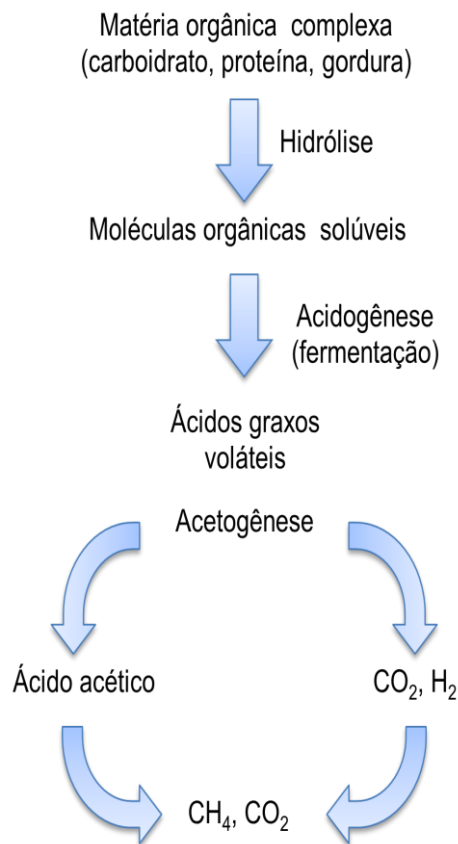 Matéria orgânica complexa
(carboidrato, proteína, gordura)
Hidrólise
Moléculas orgânicas solúveis
Acidogênese
(fermentação)
Ácidos graxos
voláteis
Acetogênese
Ácido acético
CO₂, H₂
CH₄, CO₂